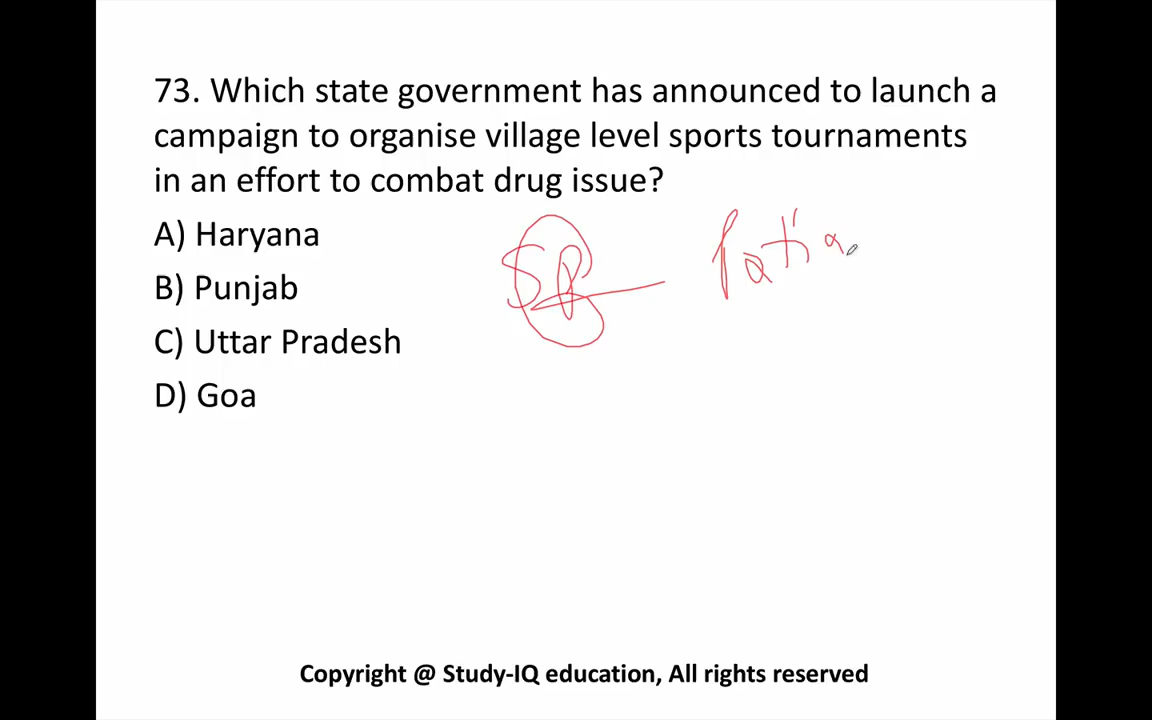 73. Which state government has announced to launch a
campaign to organise village level sports tournaments
in an effort to combat drug issue?
A) Haryana
B) Punjab
C) Uttar Pradesh
D) Goa
Patia
Copyright @ Study-IQ education, All rights reserved